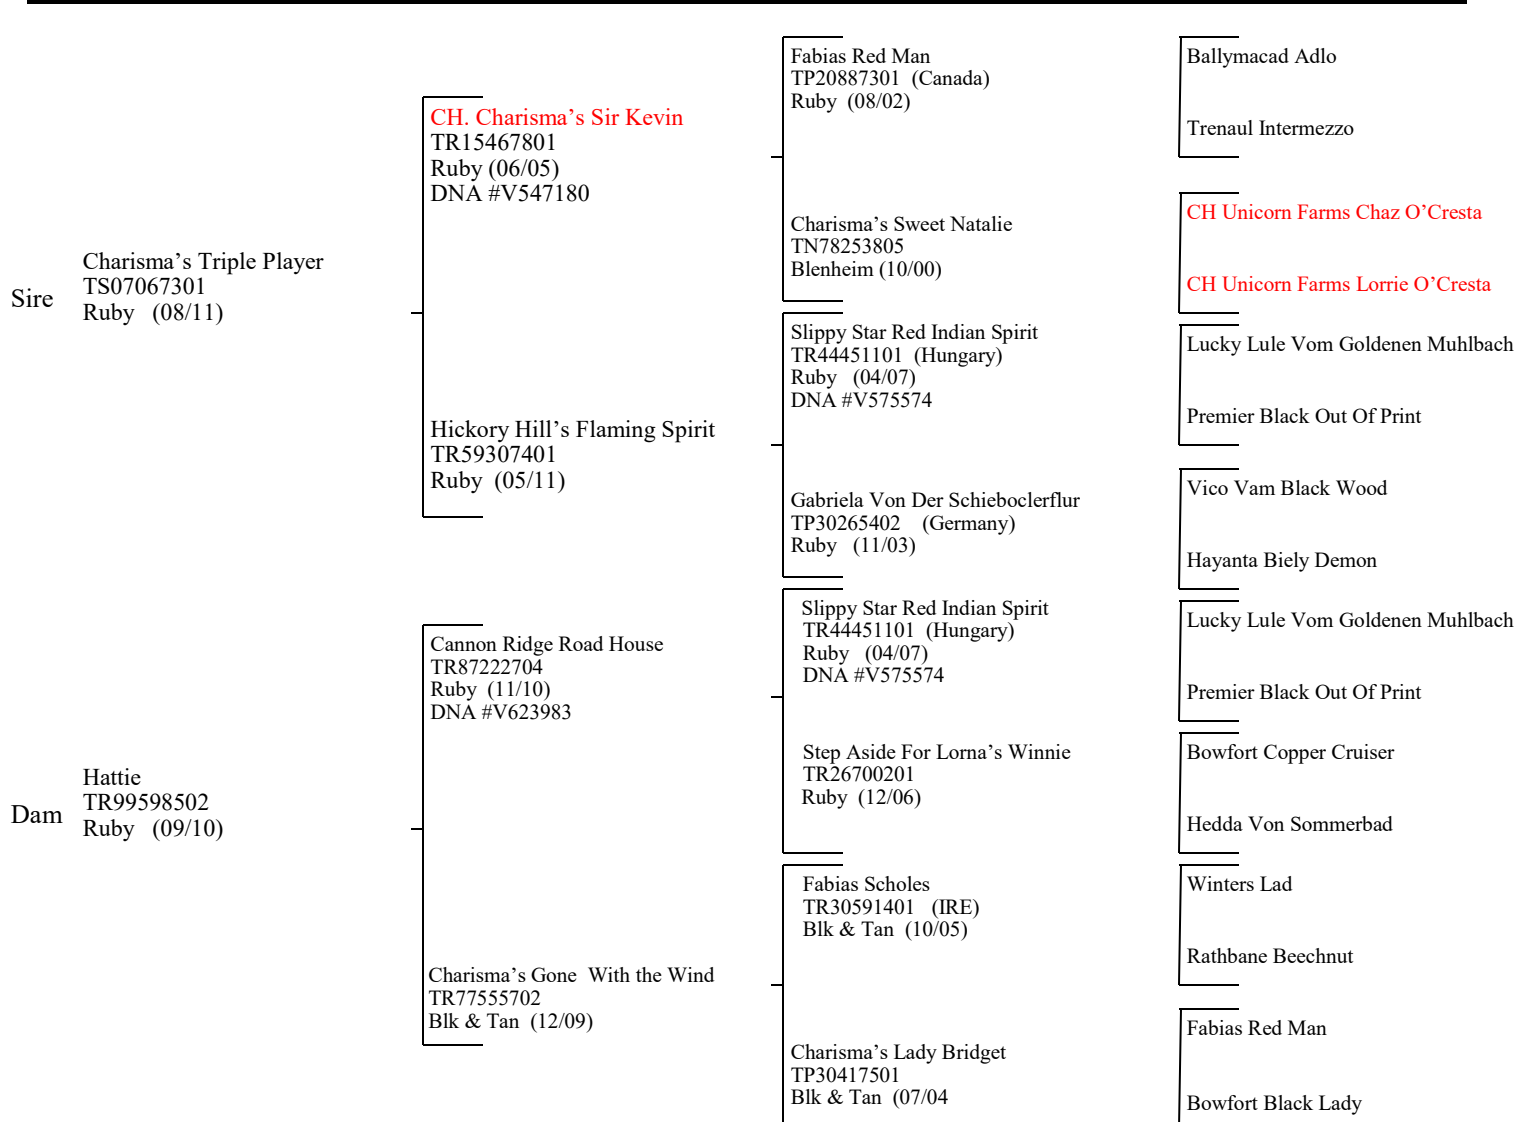 Sire
Charisma’s Triple Player
TS07067301
Ruby (08/11)
CH. Charisma’s Sir Kevin
TR15467801
Ruby (06/05)
DNA #V547180
Hickory Hill’s Flaming Spirit
TR59307401
Ruby (05/11)
Fabias Red Man
TP20887301 (Canada)
Ruby (08/02)
Charisma’s Sweet Natalie
TN78253805
Blenheim (10/00)
Slippy Star Red Indian Spirit
TR44451101 (Hungary)
Ruby (04/07)
DNA #V575574
Gabriela Von Der Schieboclerflur
TP30265402 (Germany)
Ruby (11/03)
Ballymacad Adlo
Trenaul Intermezzo
CH Unicorn Farms Chaz O’Cresta
CH Unicorn Farms Lorrie O’Cresta
Lucky Lule Vom Goldenen Muhlbach
Premier Black Out Of Print
Vico Vam Black Wood
Hayanta Biely Demon
Dam
Hattie
TR99598502
Ruby (09/10)
Cannon Ridge Road House
TR87222704
Ruby (11/10)
DNA #V623983
Charisma’s Gone With the Wind
TR77555702
Blk & Tan (12/09)
Slippy Star Red Indian Spirit
TR44451101 (Hungary)
Ruby (04/07)
DNA #V575574
Step Aside For Lorna’s Winnie
TR26700201
Ruby (12/06)
Fabias Scholes
TR30591401 (IRE)
Blk & Tan (10/05)
Charisma’s Lady Bridget
TP30417501
Blk & Tan (07/04
Lucky Lule Vom Goldenen Muhlbach
Premier Black Out Of Print
Bowfort Copper Cruiser
Hedda Von Sommerbad
Winters Lad
Rathbane Beechnut
Fabias Red Man
Bowfort Black Lady